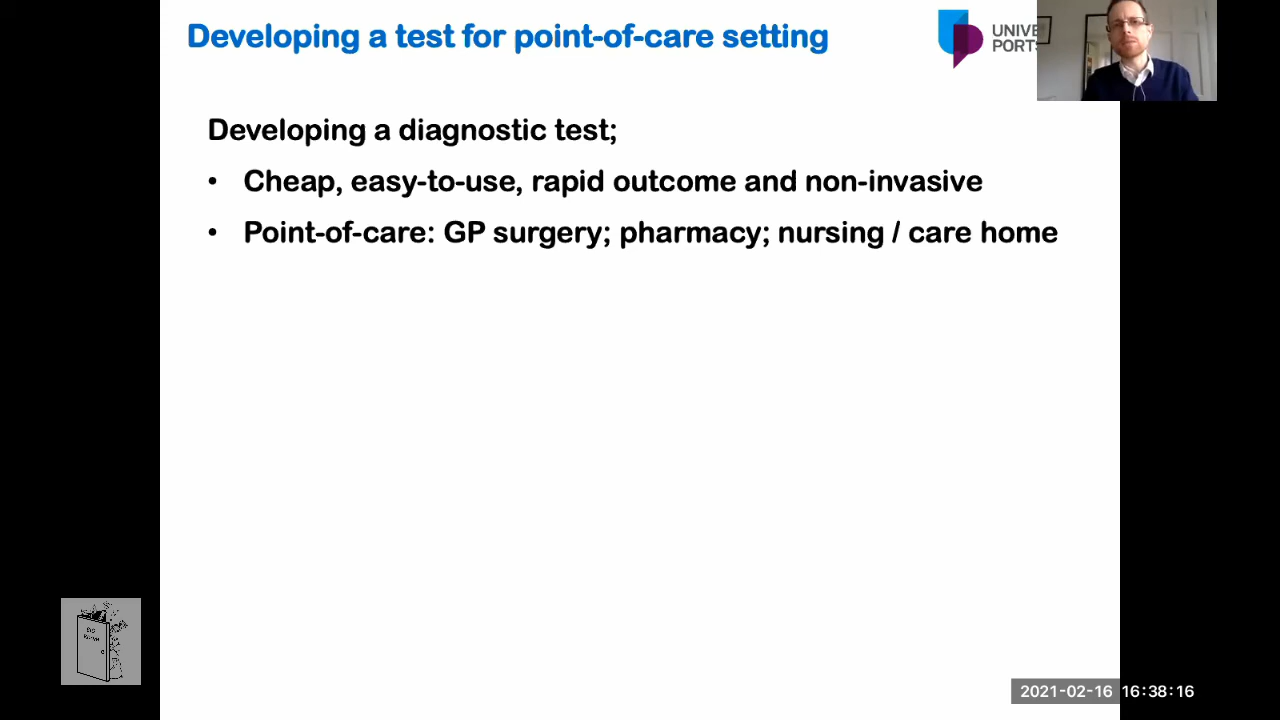 Developing a test for point-of-care setting
UNIVE
PORTS
Developing a diagnostic test;
• Cheap, easy-to-use, rapid outcome and non-invasive
• Point-of-care: GP surgery; pharmacy; nursing / care home
2021-02-16 16:38:16